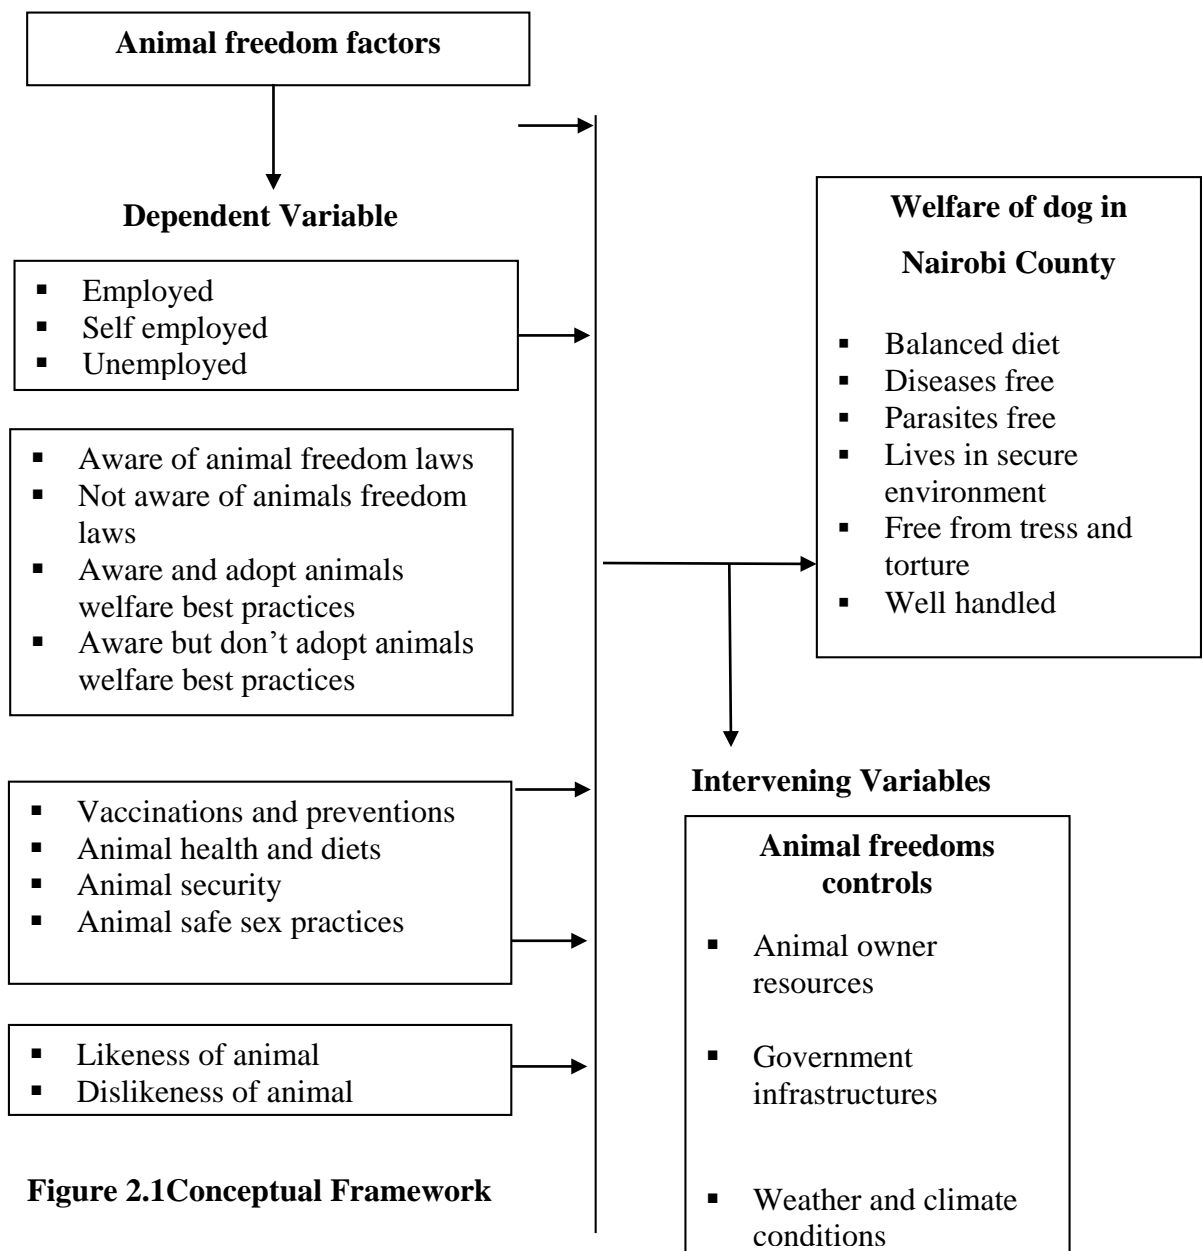 Animal freedom factors
Dependent Variable
▪ Employed
▪ Self employed
▪ Unemployed
▪ Aware of animal freedom laws
▪ Not aware of animals freedom
laws
▪ Aware and adopt animals
welfare best practices
▪ Aware but don’t adopt animals
welfare best practices
▪ Vaccinations and preventions
▪ Animal health and diets
▪ Animal security
▪ Animal safe sex practices
▪ Likeness of animal
▪ Dislikeness of animal
Welfare of dog in
Nairobi County
▪ Balanced diet
▪ Diseases free
▪ Parasites free
▪ Lives in secure
environment
▪ Free from tress and
torture
▪ Well handled
Intervening Variables
Animal freedoms
controls
▪ Animal owner
resources
▪ Government
infrastructures
▪ Weather and climate
conditions
Figure 2.1Conceptual Framework